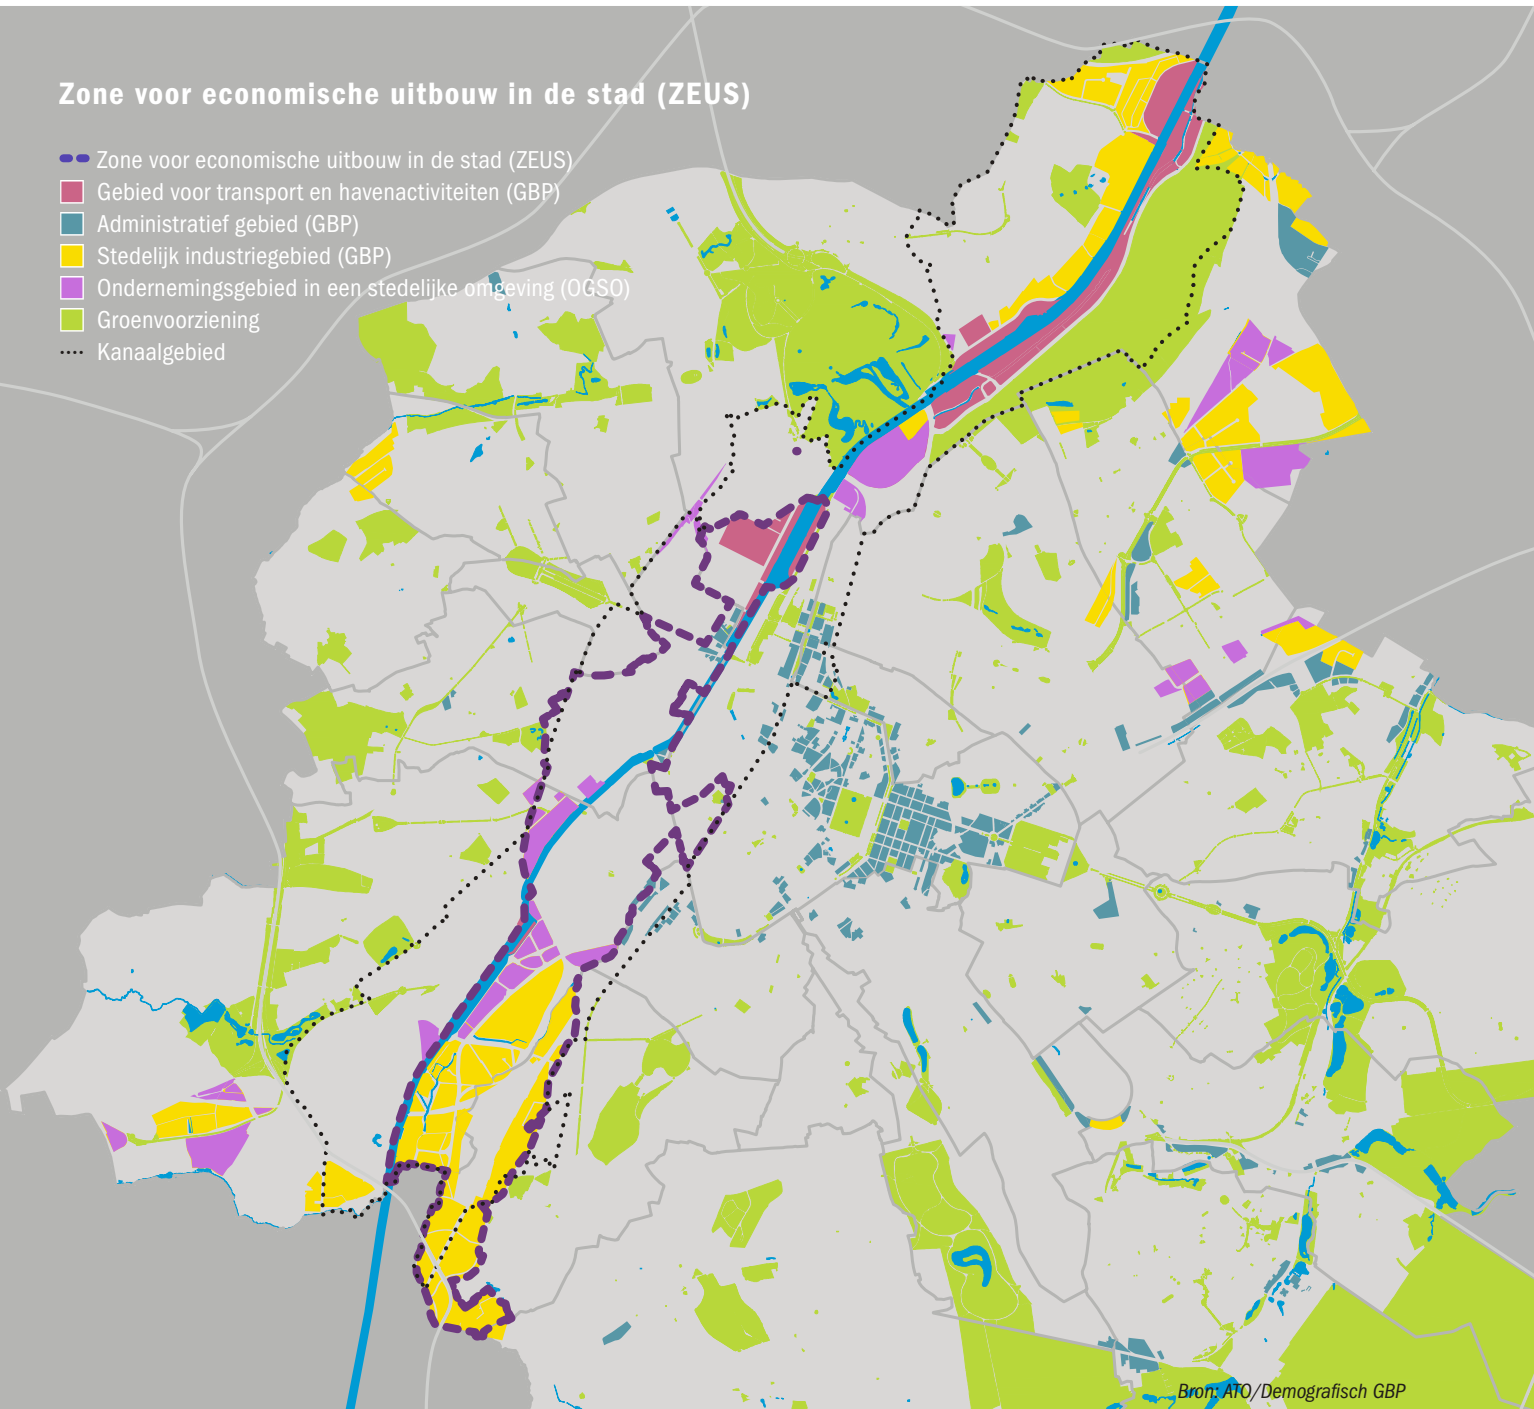 Zone voor economische uitbouw in de stad (ZEUS)
Zone voor economische uitbouw in de stad (ZEUS)
Gebied voor transport en havenactiviteiten (GBP)
Administratief gebied (GBP)
Stedelijk industriegebied (GBP)
Ondernemingsgebied in een stedelijke omgeving (OGSO)
Groenvoorziening
Kanaalgebied
Bron: ATO/Demografisch GBP